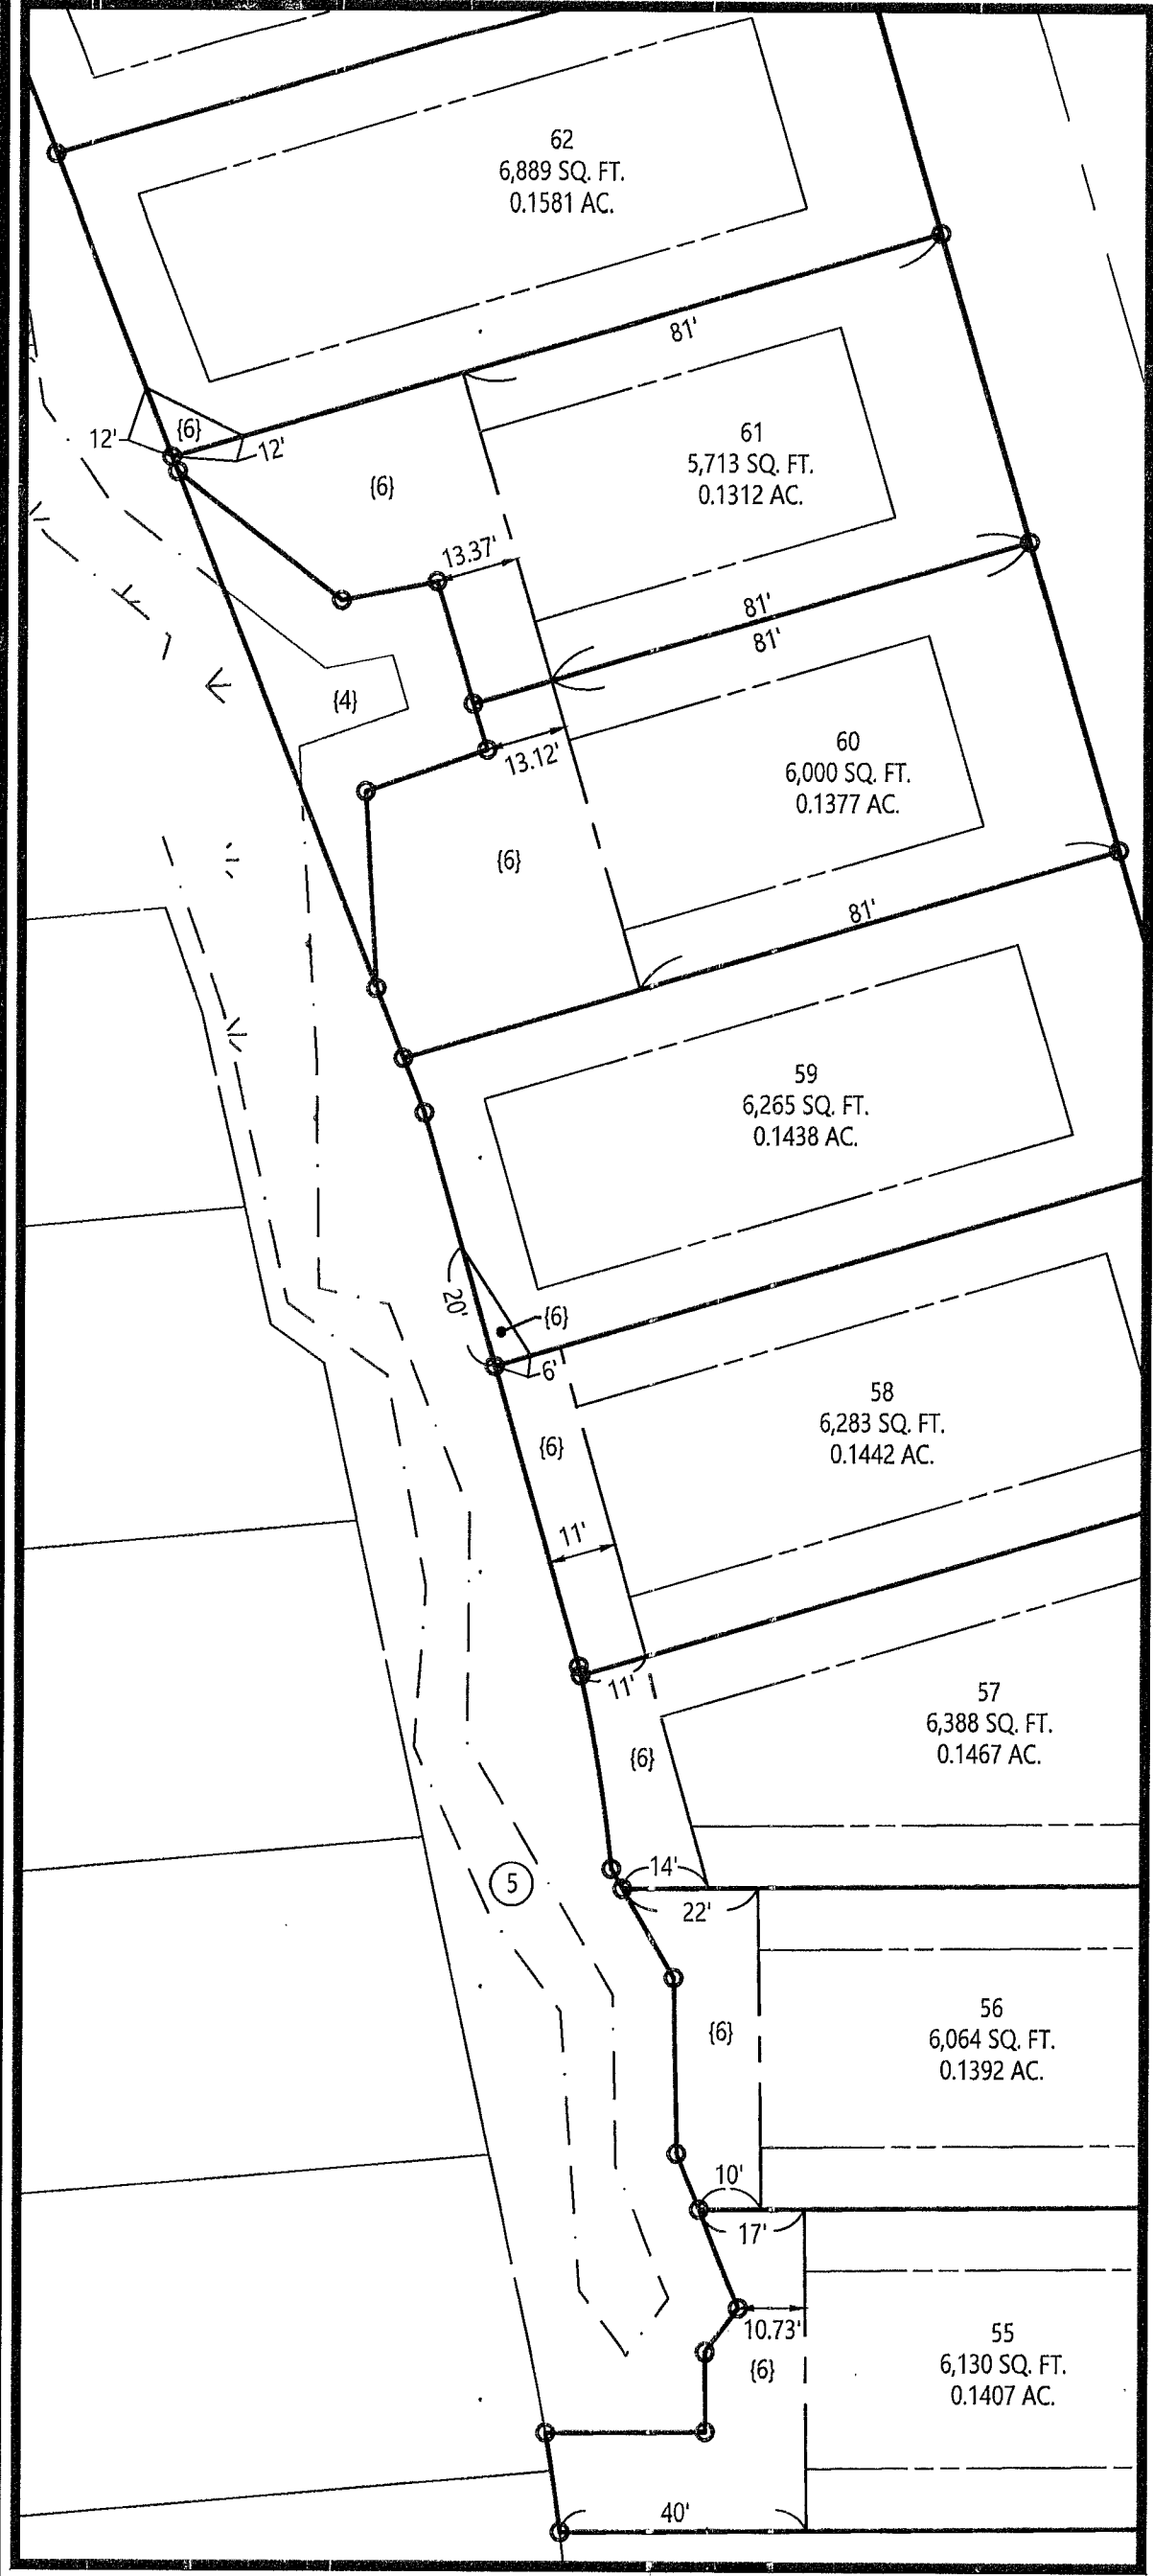 62
6,889 SQ. FT.
0.1581 AC.
81'
12'
{6}
12'
61
5,713 SQ. FT.
0.1312 AC.
{6}
13.37'
81'
81'
{4}
13.12'
60
6,000 SQ. FT.
0.1377 AC.
{6}
81'
59
6,265 SQ. FT.
0.1438 AC.
20'
{6}
6'
58
6,283 SQ. FT.
0.1442 AC.
{6}
11'
11'
57
6,388 SQ. FT.
0.1467 AC.
{6}
14'
5
22'
56
6,064 SQ. FT.
0.1392 AC.
{6}
10'
17'
10.73'
55
6,130 SQ. FT.
0.1407 AC.
{6}
40'